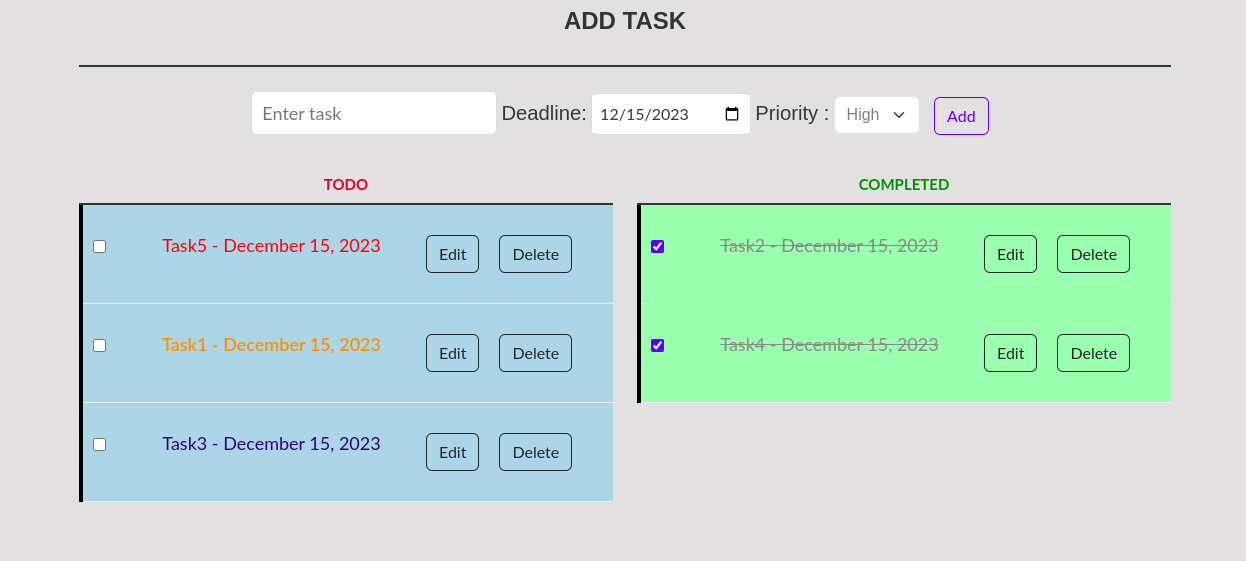 ADD TASK
Enter task Deadline: 12/15/2023 Priority : High Add
TODO
Task5 - December 15, 2023 Edit Delete
Task1 - December 15, 2023 Edit Delete
Task3 - December 15, 2023 Edit Delete
COMPLETED
Task2 - December 15, 2023 Edit Delete
Task4 - December 15, 2023 Edit Delete